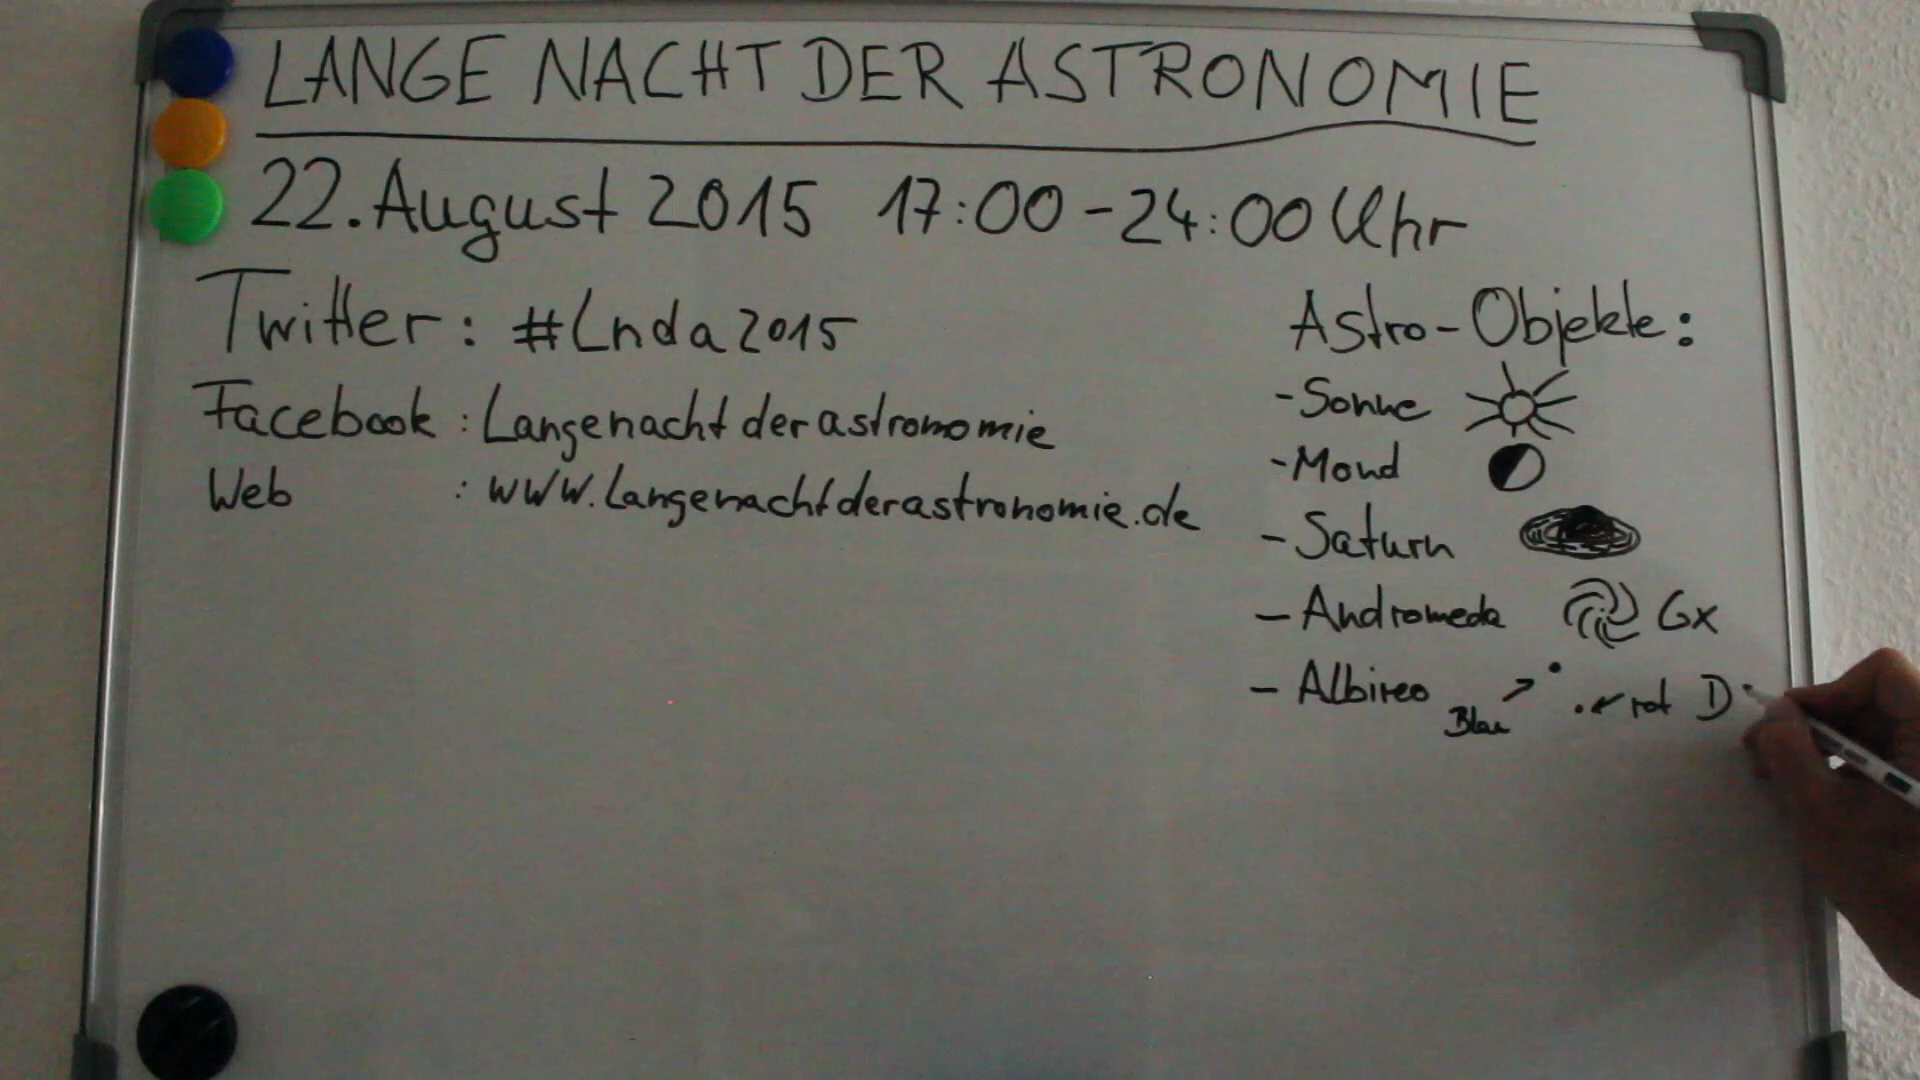 LANGE NACHT DER ASTRONOMIE
22. August 2015 17:00-24:00 Uhr
Twitter: #Lnda2015
Facebook: Langenachtderastronomie
Web : www.langenachtderastronomie.de
Astro-Objekte:
-Sonne
-Mond
-Saturn
-Andromeda Gx
-Albireo Blau rot D